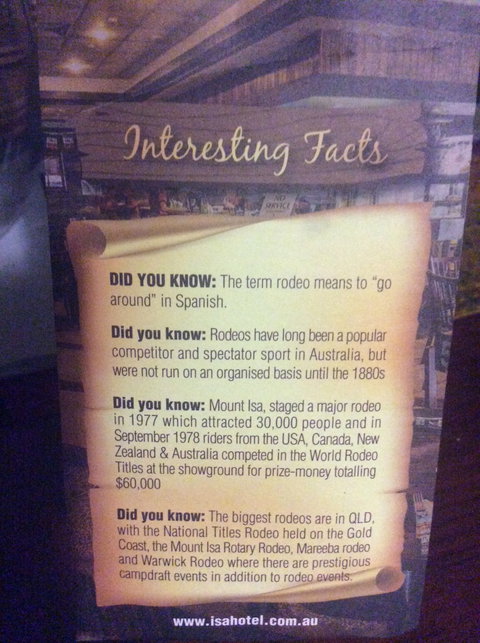 Interesting Facts
SERVICE
DID YOU KNOW: The term rodeo means to “go
around” in Spanish.
Did you know: Rodeos have long been a popular
competitor and spectator sport in Australia, but
were not run on an organised basis until the 1880s
Did you know: Mount Isa, staged a major rodeo
in 1977 which attracted 30,000 people and in
September 1978 riders from the USA, Canada, New
Zealand & Australia competed in the World Rodeo
Titles at the showground for prize-money totalling
$60,000
Did you know: The biggest rodeos are in QLD,
with the National Titles Rodeo held on the Gold
Coast, the Mount Isa Rotary Rodeo, Mareeba rodeo
and Warwick Rodeo where there are prestigious
campdraft events in addition to rodeo events.
www.isahotel.com.au